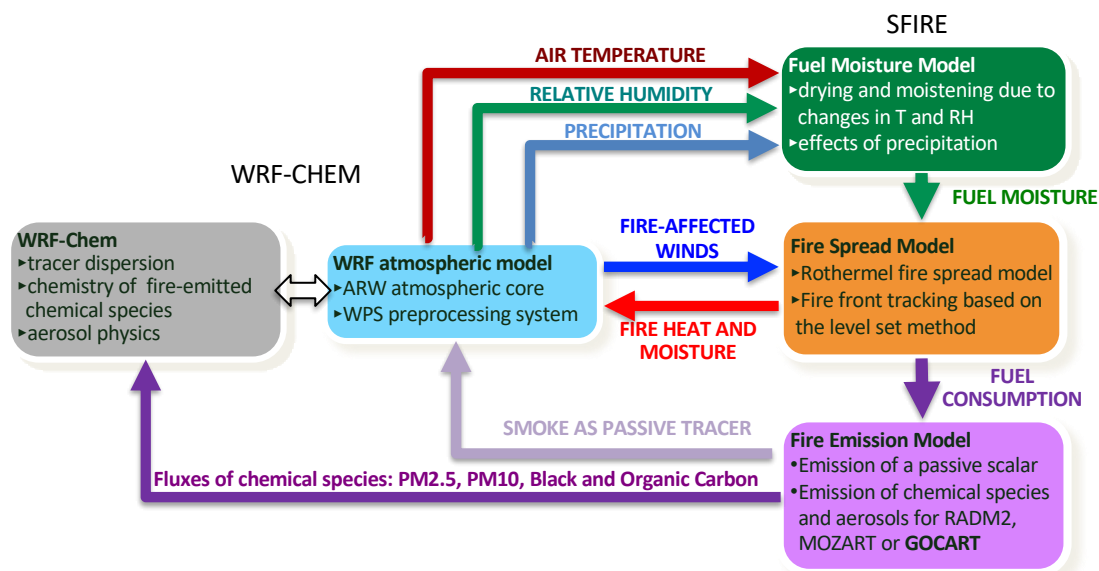 SFIRE
AIR TEMPERATURE
RELATIVE HUMIDITY
PRECIPITATION
Fuel Moisture Model
▸drying and moistening due to
changes in T and RH
▸effects of precipitation
WRF-CHEM
FUEL MOISTURE
WRF-Chem
▸tracer dispersion
▸chemistry of fire-emitted
chemical species
▸aerosol physics
WRF atmospheric model
▸ARW atmospheric core
▸WPS preprocessing system
FIRE-AFFECTED
WINDS
FIRE HEAT AND
MOISTURE
Fire Spread Model
▸Rothermel fire spread model
▸Fire front tracking based on
the level set method
FUEL
CONSUMPTION
SMOKE AS PASSIVE TRACER
Fluxes of chemical species: PM2.5, PM10, Black and Organic Carbon
Fire Emission Model
•Emission of a passive scalar
•Emission of chemical species
and aerosols for RADM2,
MOZART or GOCART